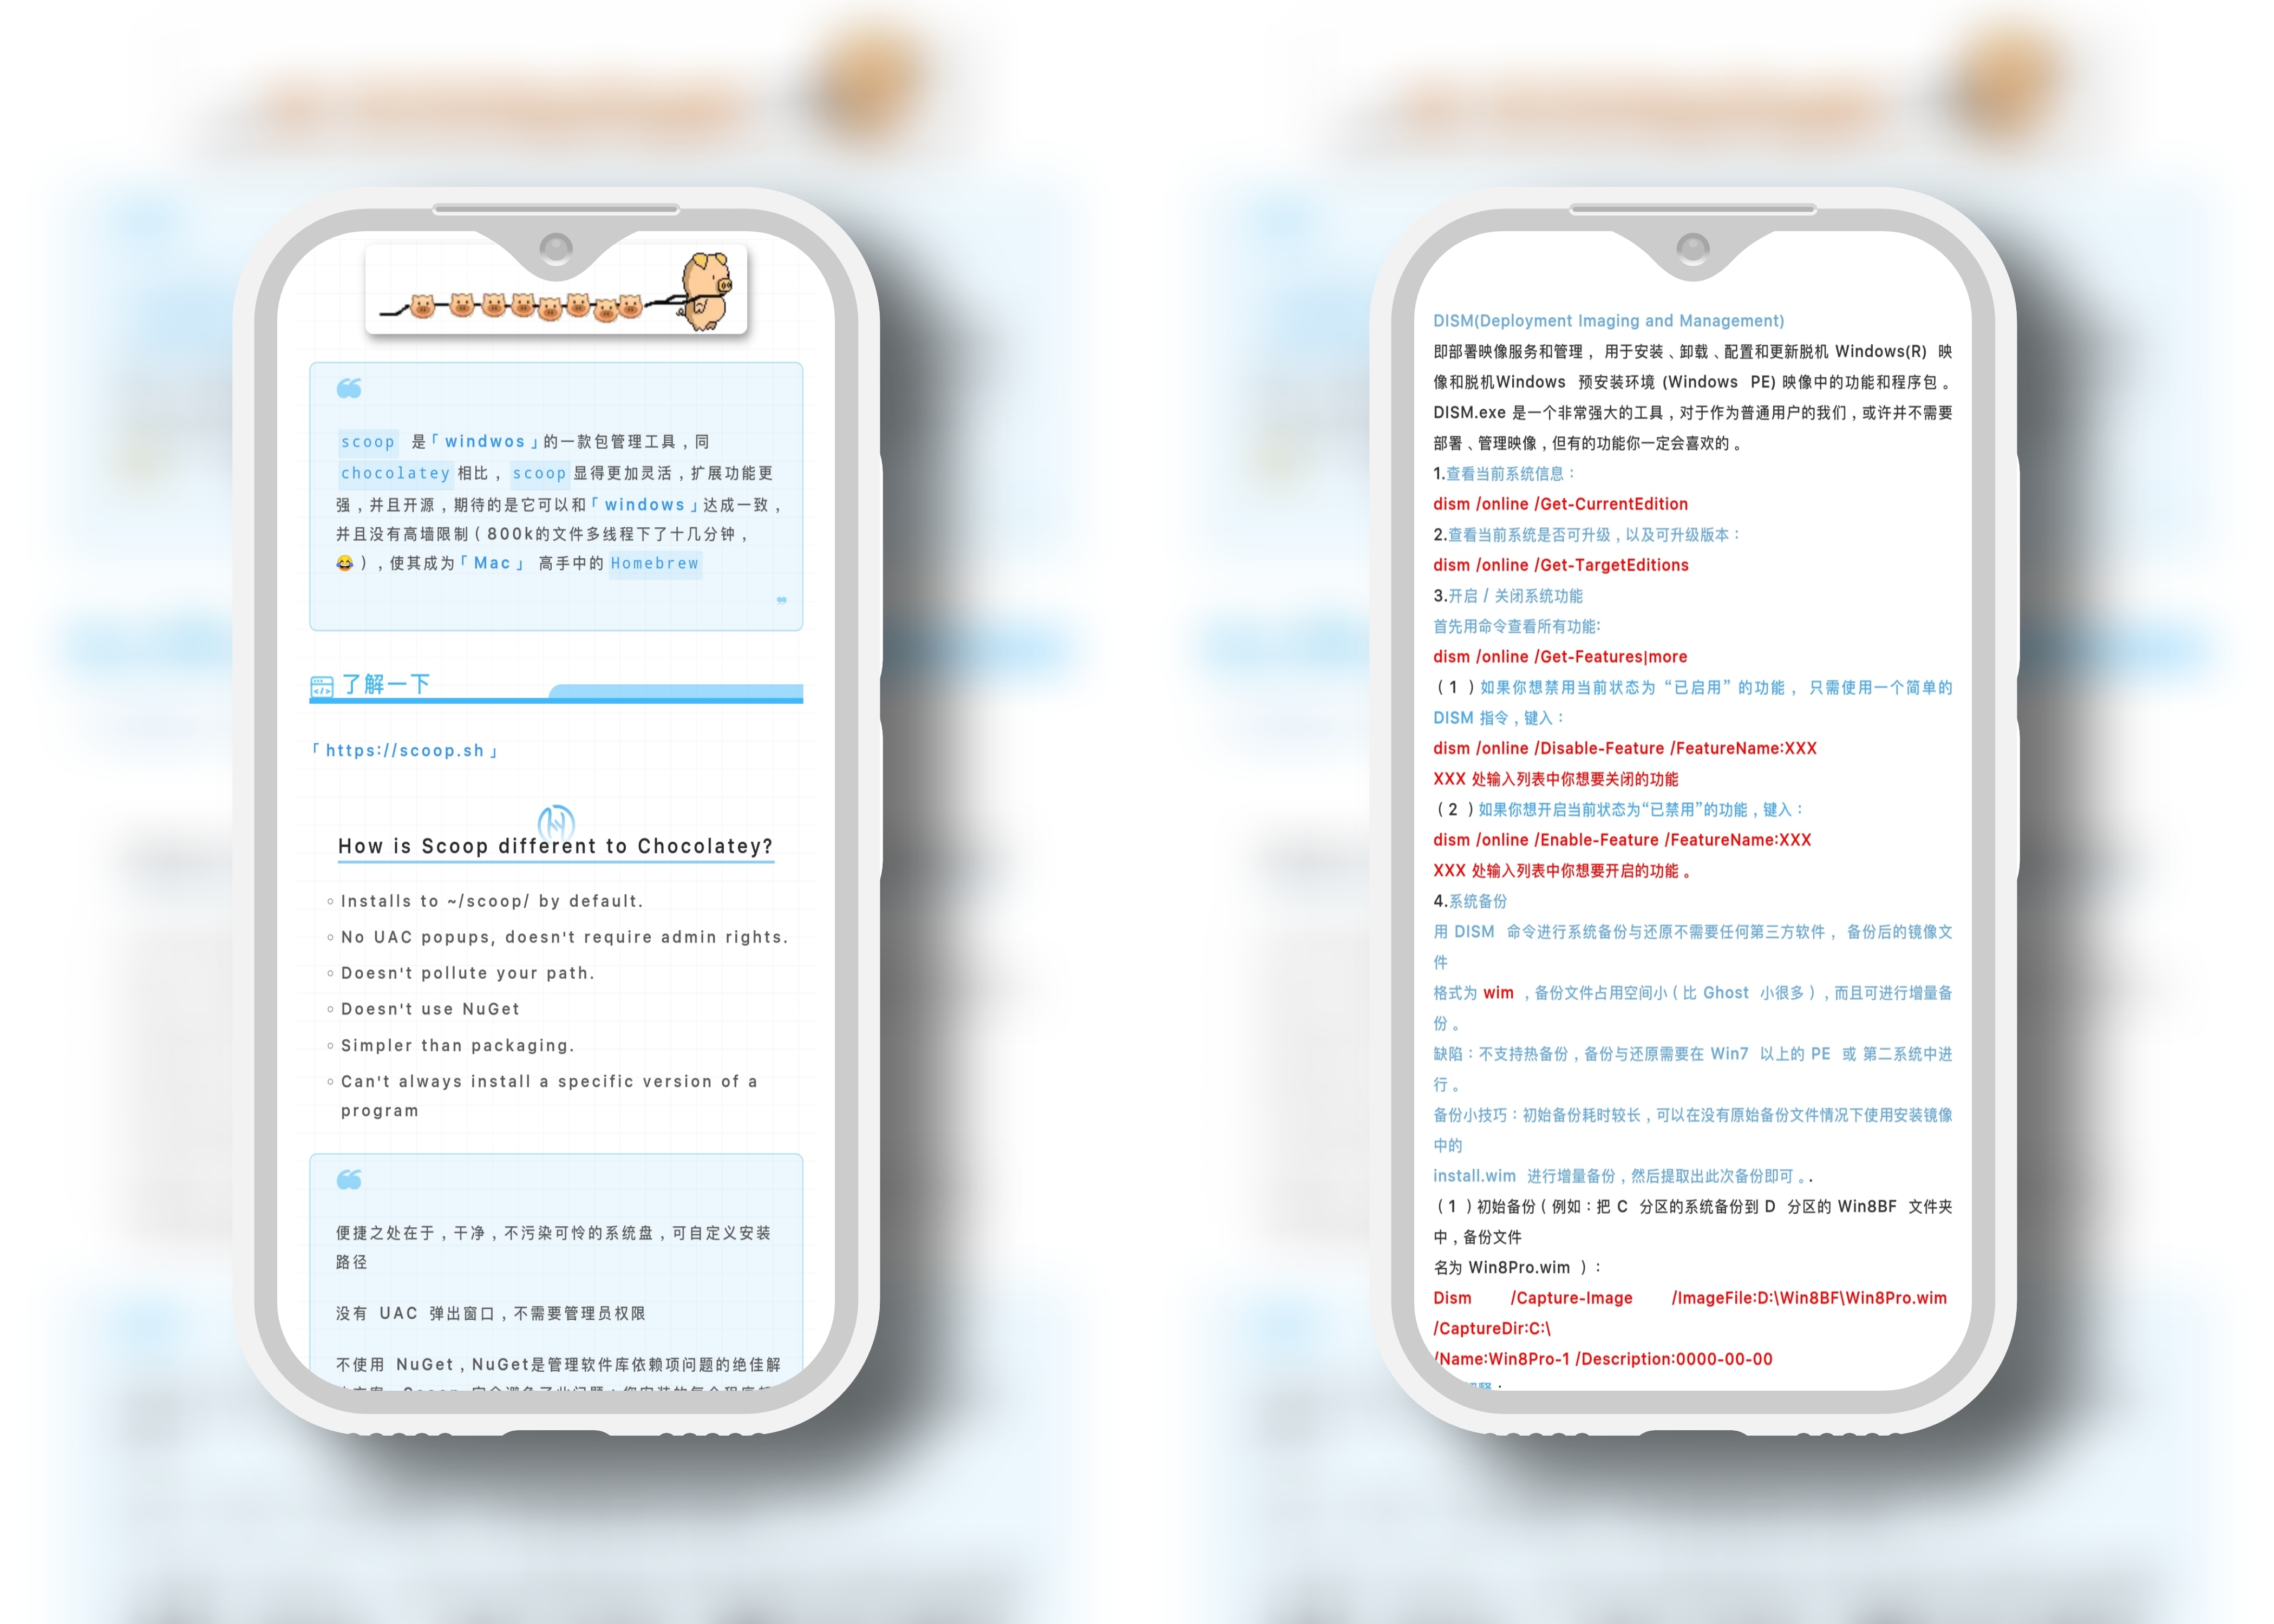 scoop 是「windwos」的一款包管理工具，同
chocolatey相比，scoop显得更加灵活，扩展功能更
强，并且开源，期待的是它可以和「windows」达成一致，
并且没有高墙限制（800k的文件多线程下了十几分钟，
😂），使其成为「Mac」高手中的Homebrew
了解一下
「https://scoop.sh」
How is Scoop different to Chocolatey?
Installs to ~/scoop/ by default.
No UAC popups, doesn't require admin rights.
Doesn't pollute your path.
Doesn't use NuGet
Simpler than packaging.
Can't always install a specific version of a
program
便捷之处在于，干净，不污染可怜的系统盘，可自定义安装
路径
没有 UAC 弹出窗口，不需要管理员权限
不使用 NuGet，NuGet是管理软件库依赖项问题的绝佳解
DISM(Deployment Imaging and Management)
即部署映像服务和管理，用于安装、卸载、配置和更新脱机 Windows(R) 映
像和脱机Windows 预安装环境 (Windows PE) 映像中的功能和程序包。
DISM.exe 是一个非常强大的工具，对于作为普通用户的我们，或许并不需要
部署、管理映像，但有的功能你一定会喜欢的。
1.查看当前系统信息：
dism /online /Get-CurrentEdition
2.查看当前系统是否可升级，以及可升级版本：
dism /online /Get-TargetEditions
3.开启 / 关闭系统功能
首先用命令查看所有功能:
dism /online /Get-Features|more
（1）如果你想禁用当前状态为“已启用”的功能，只需使用一个简单的
DISM 指令，键入：
dism /online /Disable-Feature /FeatureName:XXX
XXX 处输入列表中你想要关闭的功能
（2）如果你想开启当前状态为“已禁用”的功能，键入：
dism /online /Enable-Feature /FeatureName:XXX
XXX 处输入列表中你想要开启的功能。
4.系统备份
用 DISM 命令进行系统备份与还原不需要任何第三方软件，备份后的镜像文
件
格式为 wim ，备份文件占用空间小（比 Ghost 小很多），而且可进行增量备
份。
缺陷：不支持热备份，备份与还原需要在 Win7 以上的 PE 或 第二系统中进
行。
备份小技巧：初始备份耗时较长，可以在没有原始备份文件情况下使用安装镜像
中的
install.wim 进行增量备份，然后提取出此次备份即可。.
（1）初始备份（例如：把 C 分区的系统备份到 D 分区的 Win8BF 文件夹
中，备份文件
名为 Win8Pro.wim ）：
Dism /Capture-Image /ImageFile:D:\Win8BF\Win8Pro.wim
/CaptureDir:C:\
/Name:Win8Pro-1 /Description:0000-00-00